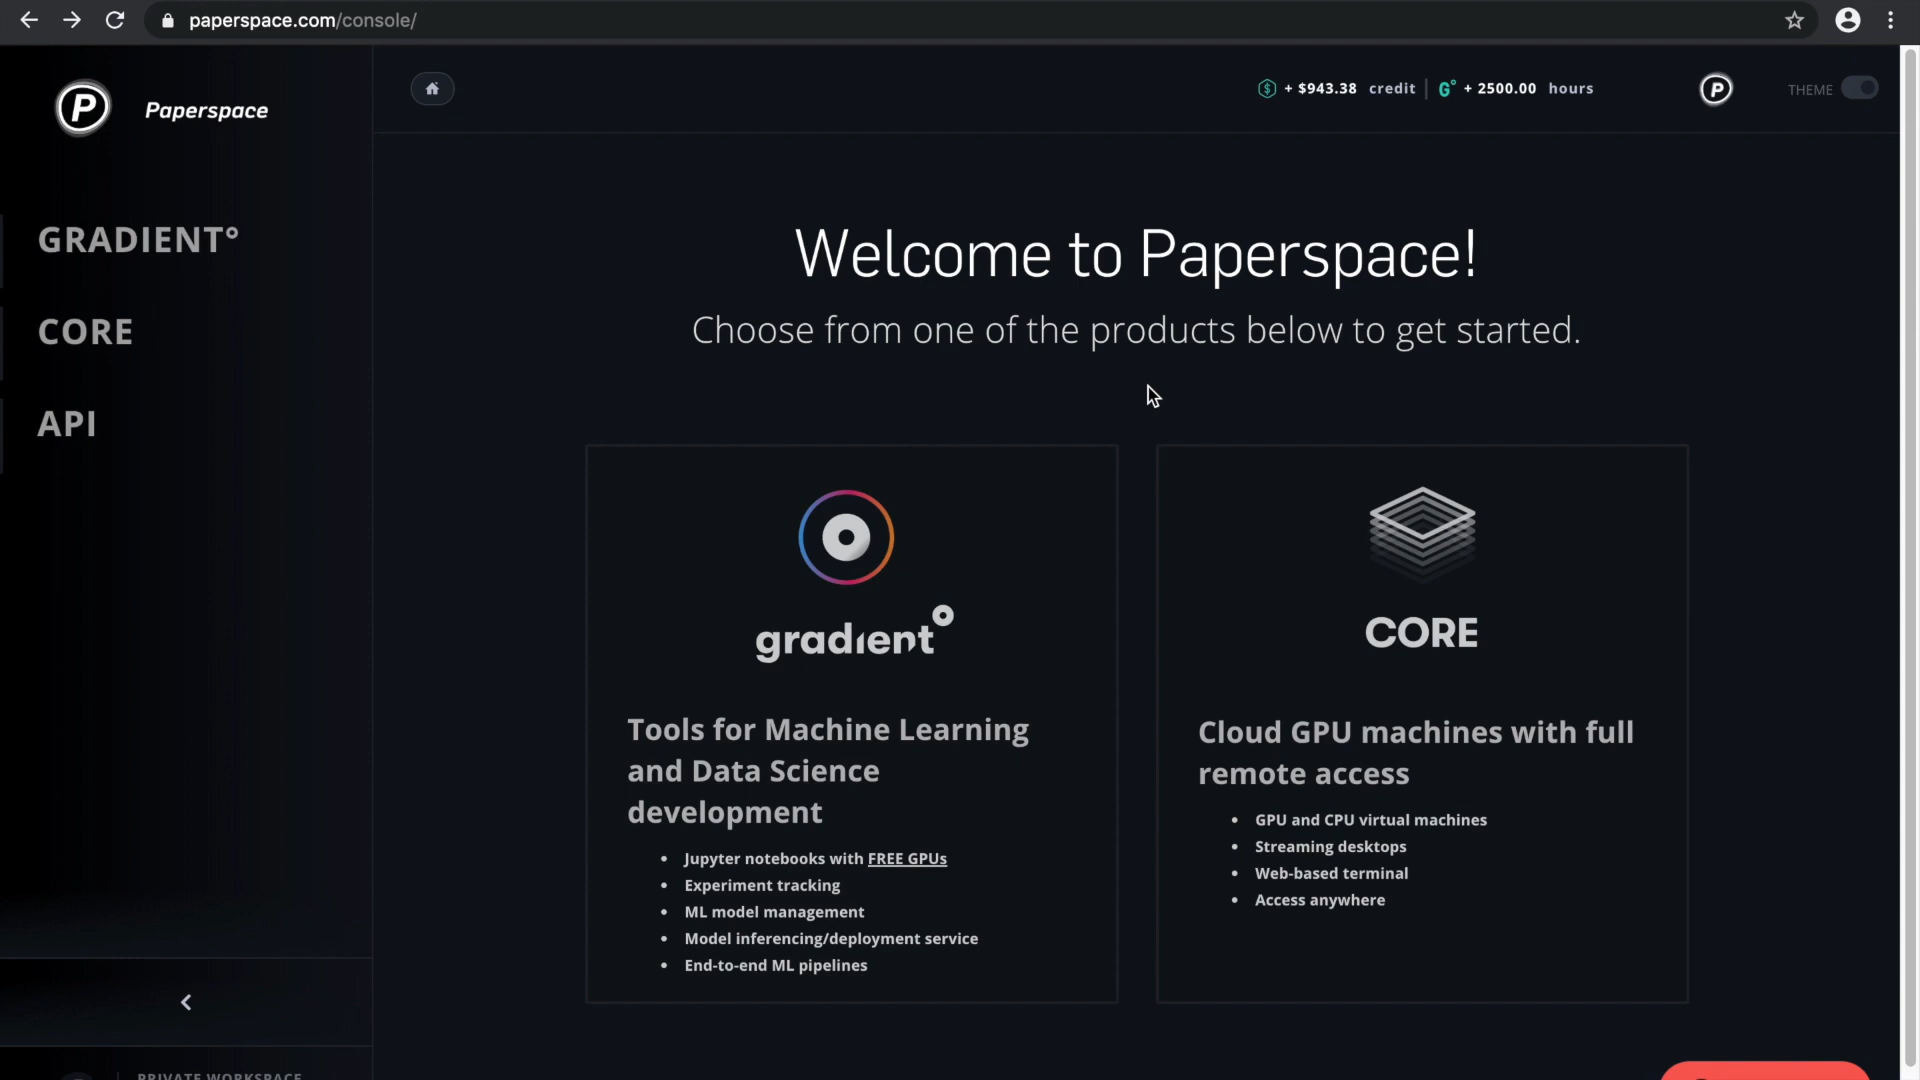 paperspace.com/console/
Paperspace
+ $943.38 credit | G° + 2500.00 hours
THEME
GRADIENT°
CORE
API
Welcome to Paperspace!
Choose from one of the products below to get started.
gradient°
Tools for Machine Learning
and Data Science
development
• Jupyter notebooks with FREE GPUs
• Experiment tracking
• ML model management
• Model inferencing/deployment service
• End-to-end ML pipelines
CORE
Cloud GPU machines with full
remote access
• GPU and CPU virtual machines
• Streaming desktops
• Web-based terminal
• Access anywhere
PRIVATE WORKSPACE